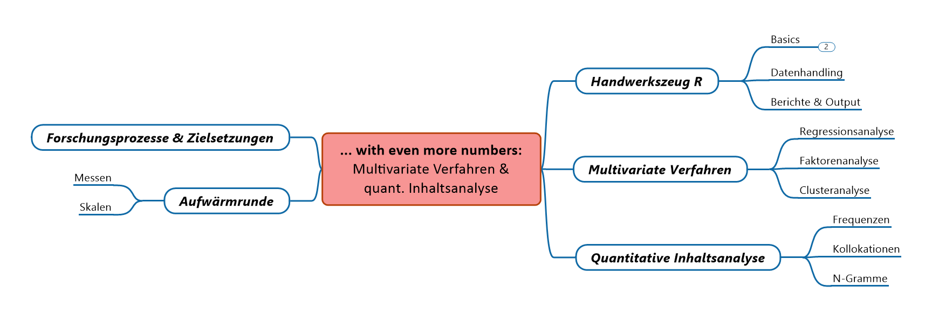 Forschungsprozesse & Zielsetzungen
Aufwärmrunde
Messen
Skalen
... with even more numbers:
Multivariate Verfahren &
quant. Inhaltsanalyse
Handwerkszeug R
Basics
2
Datenhandling
Berichte & Output
Multivariate Verfahren
Regressionsanalyse
Faktorenanalyse
Clusteranalyse
Quantitative Inhaltsanalyse
Frequenzen
Kollokationen
N-Gramme